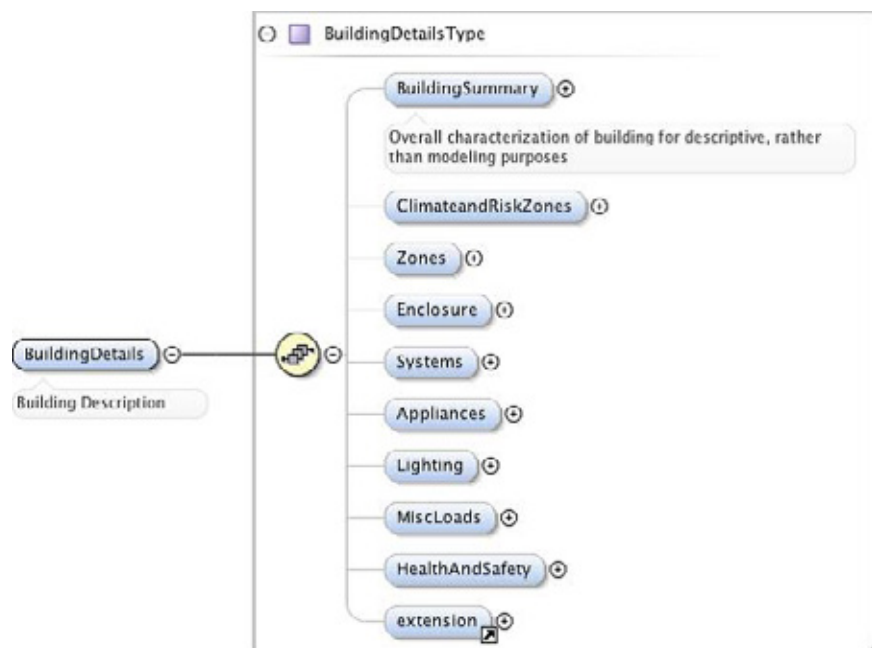 BuildingDetailsType
BuildingSummary
Overall characterization of building for descriptive, rather
than modeling purposes
ClimateandRiskZones
Zones
Enclosure
BuildingDetails
Systems
Building Description
Appliances
Lighting
MiscLoads
HealthAndSafety
extension